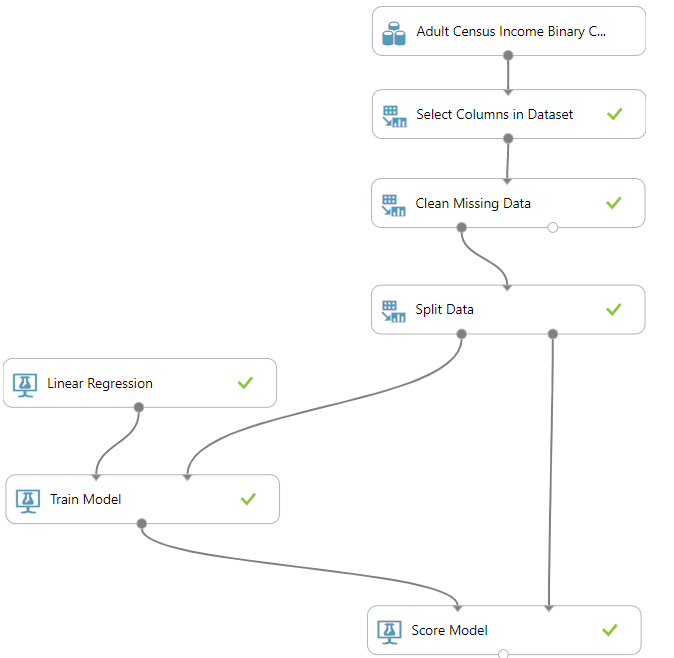 Adult Census Income Binary C...
Select Columns in Dataset
Clean Missing Data
Split Data
Linear Regression
Train Model
Score Model